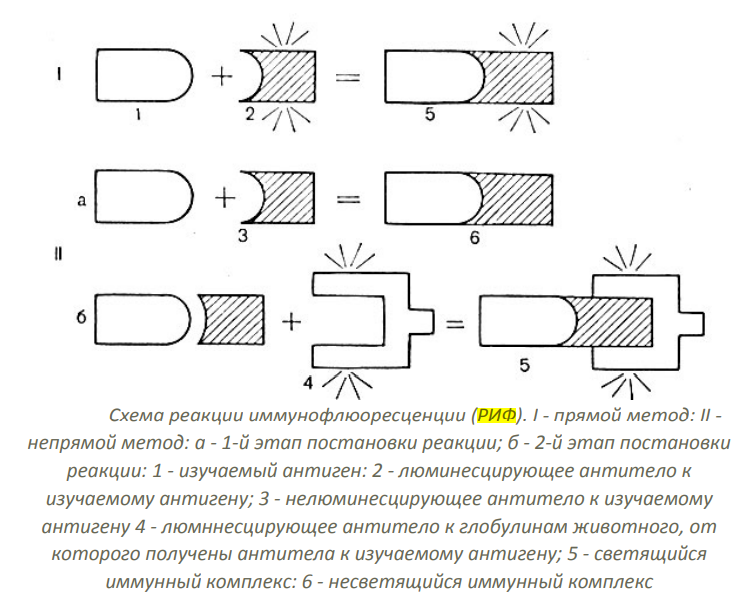 I
1
2
5
а
3
6
II
б
4
5
Схема реакции иммунофлюоресценции (РИФ). I - прямой метод: II -
непрямой метод: а - 1-й этап постановки реакции; б - 2-й этап постановки
реакции: 1 - изучаемый антиген: 2 - люминесцирующее антитело к
изучаемому антигену; 3 - нелюминесцирующее антитело к изучаемому
антигену 4 - люмннесцирующее антитело к глобулинам животного, от
которого получены антитела к изучаемому антигену; 5 - светящийся
иммунный комплекс: 6 - несветящийся иммунный комплекс